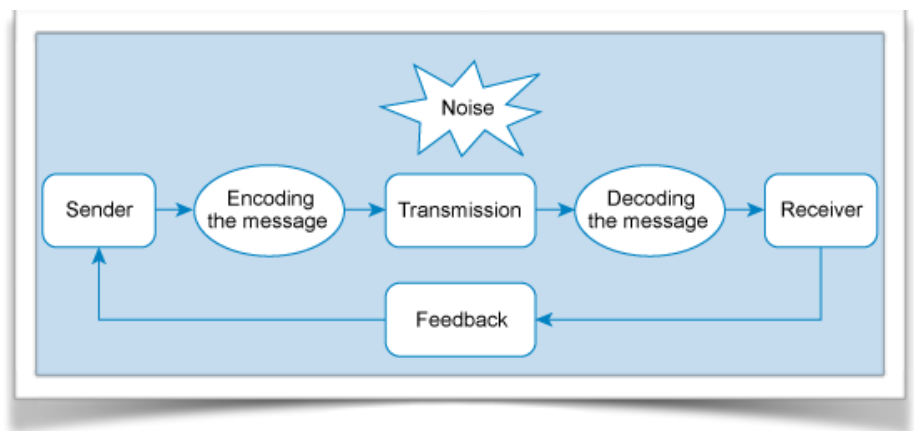 Noise
Sender
Encoding
the message
Transmission
Decoding
the message
Receiver
Feedback